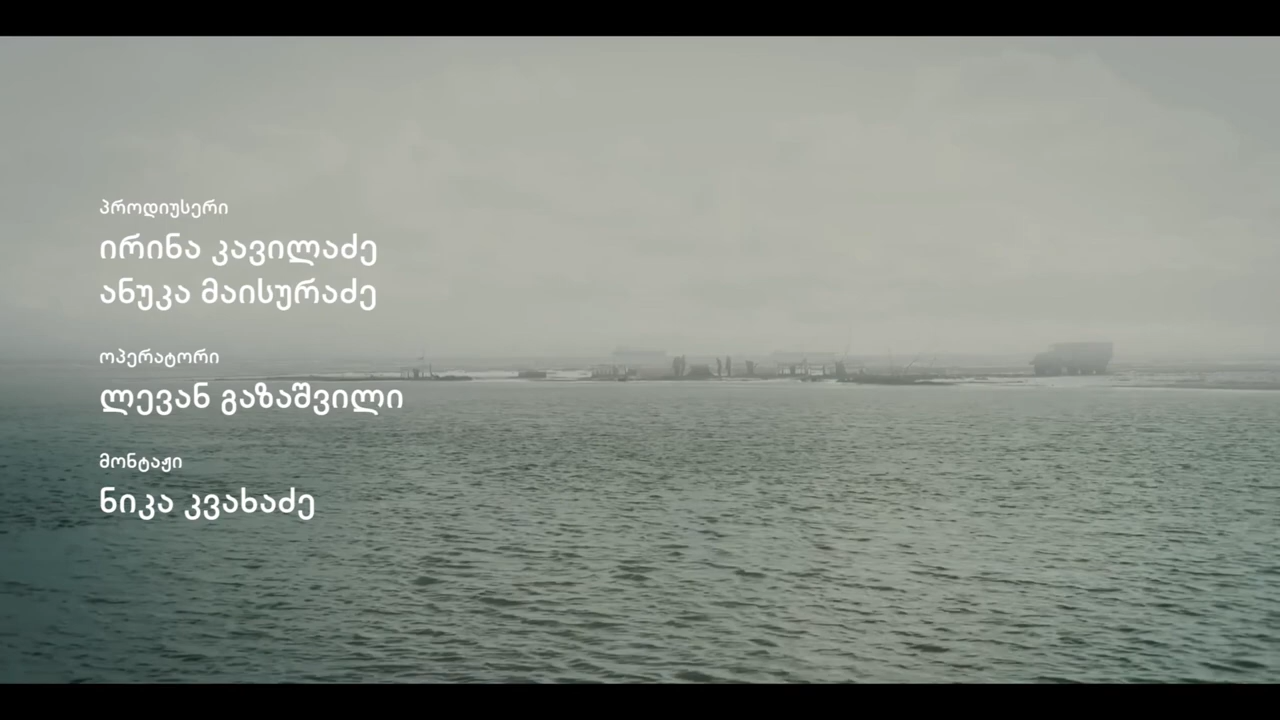 პროდიუსერი
ირინა კავილაძე
ანუკა მაისურაძე
ოპერატორი
ლევან გაზაშვილი
მონტაჟი
ნიკა კვახაძე